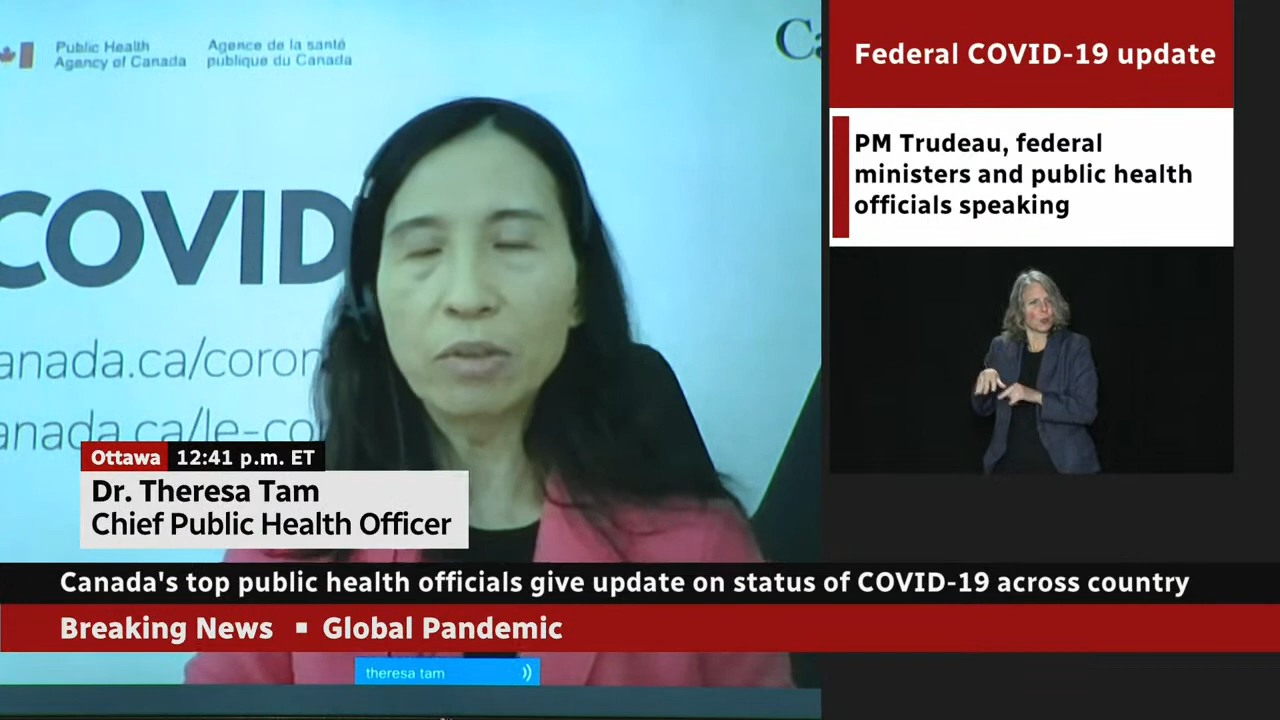 Public Health
Agency of Canada
Agence de la santé
publique du Canada
COVID
anada.ca/coron
anada.ca/le-co
Ottawa 12:41 p.m. ET
Dr. Theresa Tam
Chief Public Health Officer
Federal COVID-19 update
PM Trudeau, federal
ministers and public health
officials speaking
Canada's top public health officials give update on status of COVID-19 across country
Breaking News ▪ Global Pandemic
theresa tam